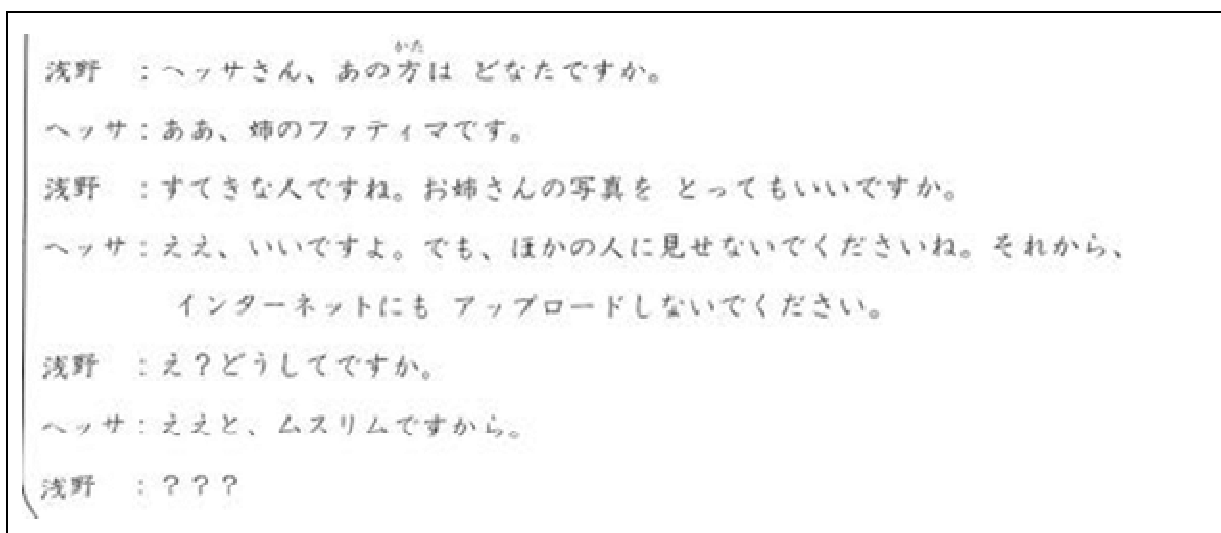 浅野　：ヘッサさん、あの方は どなたですか。
かた
ヘッサ：ああ、姉のファティマです。
浅野　：すてきな人ですね。お姉さんの写真を とってもいいですか。
ヘッサ：ええ、いいですよ。でも、ほかの人に見せないでくださいね。それから、
インターネットにも アップロードしないでください。
浅野　：え？どうしてですか。
ヘッサ：ええと、ムスリムですから。
浅野　：？？？